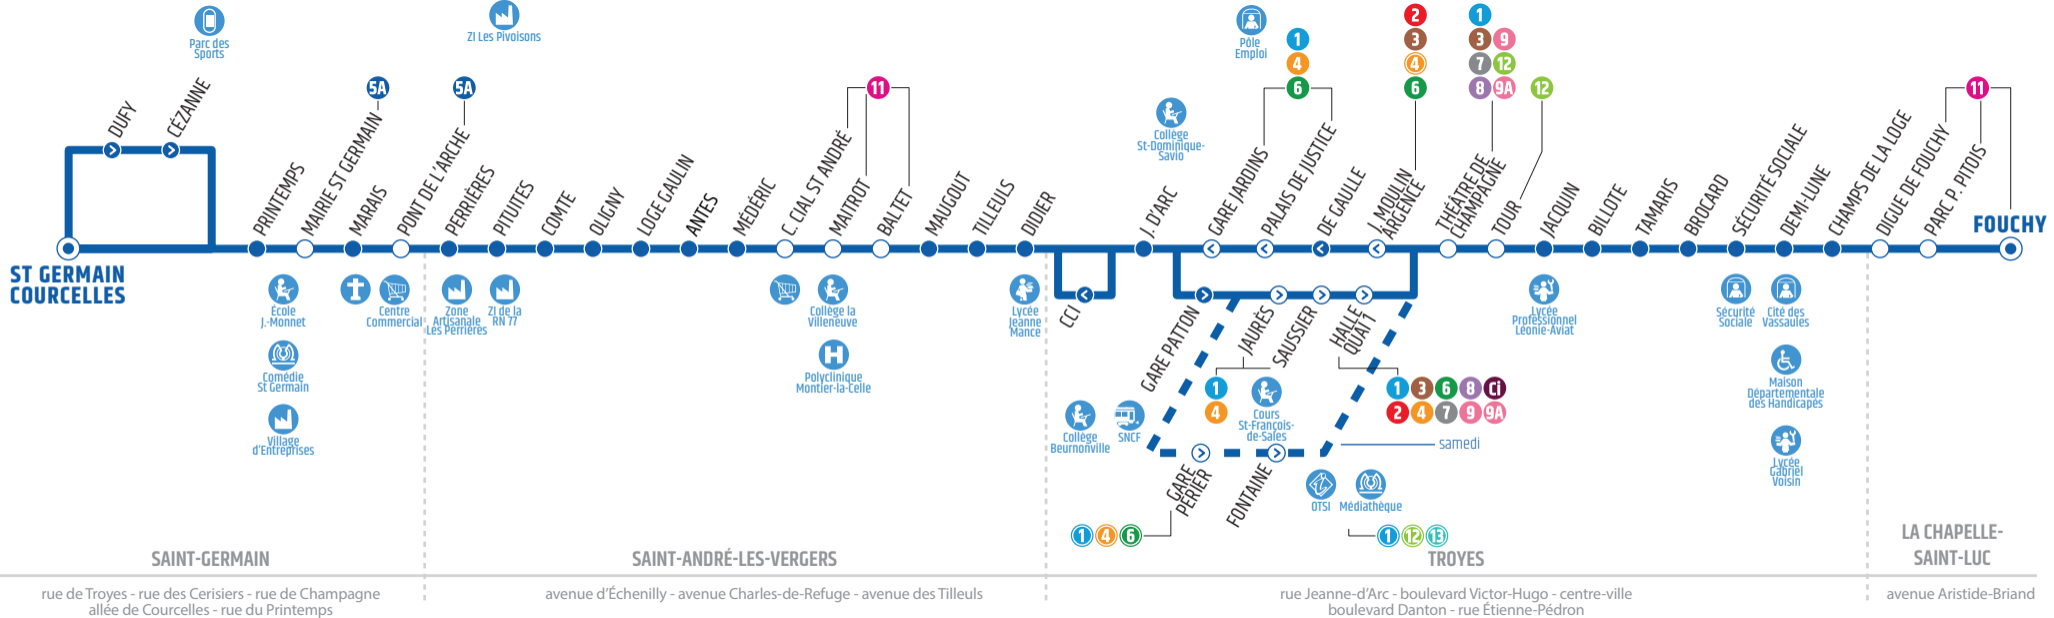 Parc des
Sports
ZI Les Pivoisons
Pôle
Emploi
Collège
St-Dominique-
Savio
5A
5A
11
1
4
6
2
3
4
6
1
3
9
7
12
8
9A
12
11
DUFY
CÉZANNE
PRINTEMPS
MAIRIE ST GERMAIN
MARAIS
PONT DE L'ARCHE
PERRIÈRES
PITUITES
COMTE
OLIGNY
LOGE GAULIN
ANTES
MÉDÉRIC
C. CIAL ST ANDRÉ
MAITROT
BALTET
MAUGOUT
TILLEULS
DIDIER
J. D'ARC
GARE JARDINS
PALAIS DE JUSTICE
DE GAULLE
J. MOULIN
ARGENCE
THÉÂTRE DE
CHAMPAGNE
TOUR
JACQUIN
BILLOTE
TAMARIS
BROCARD
SÉCURITÉ SOCIALE
DEMI-LUNE
CHAMPS DE LA LOGE
DIGUE DE FOUCHY
PARC P. PITOIS
FOUCHY
ST GERMAIN
COURCELLES
École
J.-Monnet
Comédie
St Germain
Village
d'Entreprises
Centre
Commercial
Zone
Artisanale
Les Perrières
ZI de la
RN 77
Collège la
Villeneuve
H
Polyclinique
Montier-la-Celle
Lycée
Jeanne
Mance
CCI
GARE PATTON
JAURÈS
SAUSSIER
HALLE
QUAI 1
1
4
Collège
Beurnonville
SNCF
Cours
St-François-
de-Sales
1
3
6
8
Ci
2
4
7
9
9A
samedi
GARE
PÉRIER
FONTAINE
OTSI
Médiathèque
1
4
6
1
12
13
Lycée
Professionnel
Léonie-Aviat
Sécurité
Sociale
Cité des
Vassaules
Maison
Départementale
des Handicapés
Lycée
Gabriel
Voisin
SAINT-GERMAIN
SAINT-ANDRÉ-LES-VERGERS
TROYES
LA CHAPELLE-
SAINT-LUC
rue de Troyes - rue des Cerisiers - rue de Champagne
allée de Courcelles - rue du Printemps
avenue d'Échenilly - avenue Charles-de-Refuge - avenue des Tilleuls
rue Jeanne-d'Arc - boulevard Victor-Hugo - centre-ville
boulevard Danton - rue Étienne-Pédron
avenue Aristide-Briand